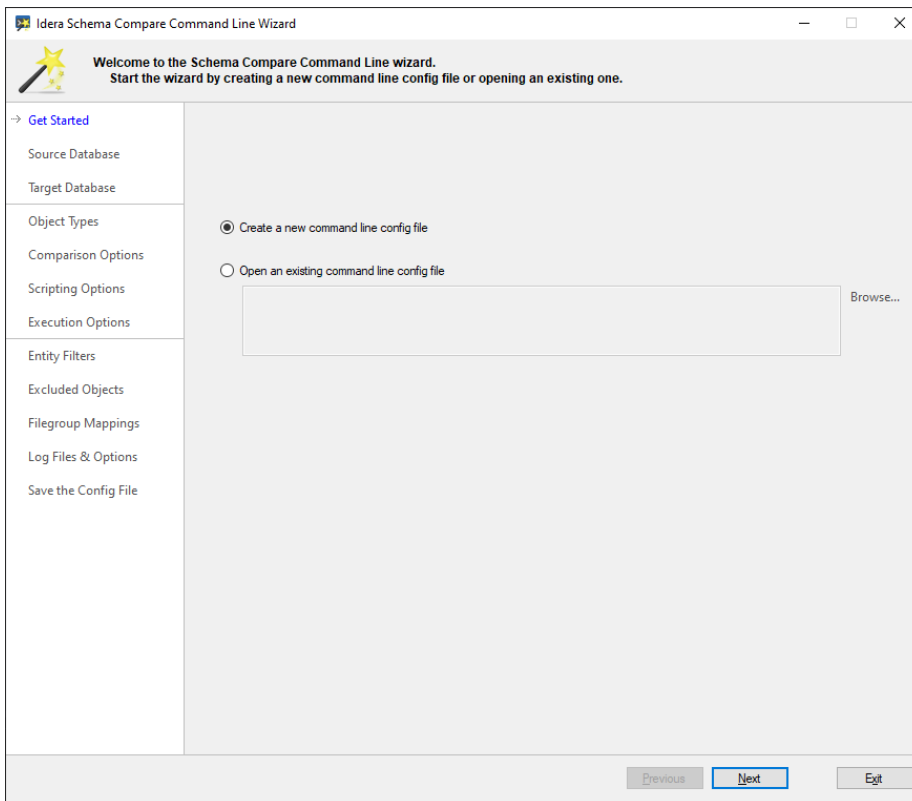 Idera Schema Compare Command Line Wizard
Welcome to the Schema Compare Command Line wizard.
Start the wizard by creating a new command line config file or opening an existing one.
Get Started
Source Database
Target Database
Object Types
Comparison Options
Scripting Options
Execution Options
Entity Filters
Excluded Objects
Filegroup Mappings
Log Files & Options
Save the Config File
Create a new command line config file
Open an existing command line config file
Browse...
Previous
Next
Exit